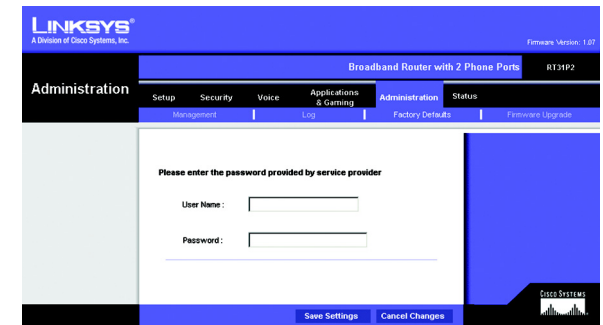 LINKSYS®
A Division of Cisco Systems, Inc.
Firmware Version: 1.07
Broadband Router with 2 Phone Ports RT31P2
Administration
Setup Security Voice Applications & Gaming Administration Status
Management Log Factory Defaults Firmware Upgrade
Please enter the password provided by service provider
User Name :
Password :
CISCO SYSTEMS
Save Settings Cancel Changes